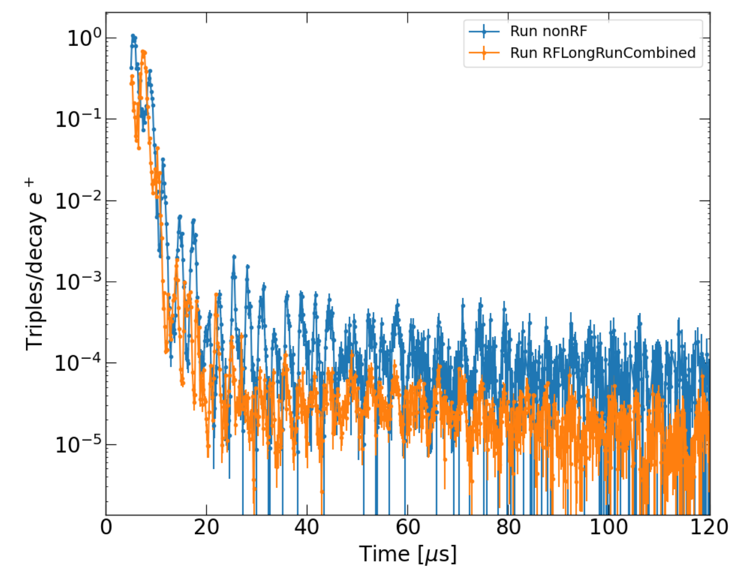 Run nonRF
Run RFLongRunCombined
Triples/decay e⁺
10⁰
10⁻¹
10⁻²
10⁻³
10⁻⁴
10⁻⁵
0 20 40 60 80 100 120
Time [μs]